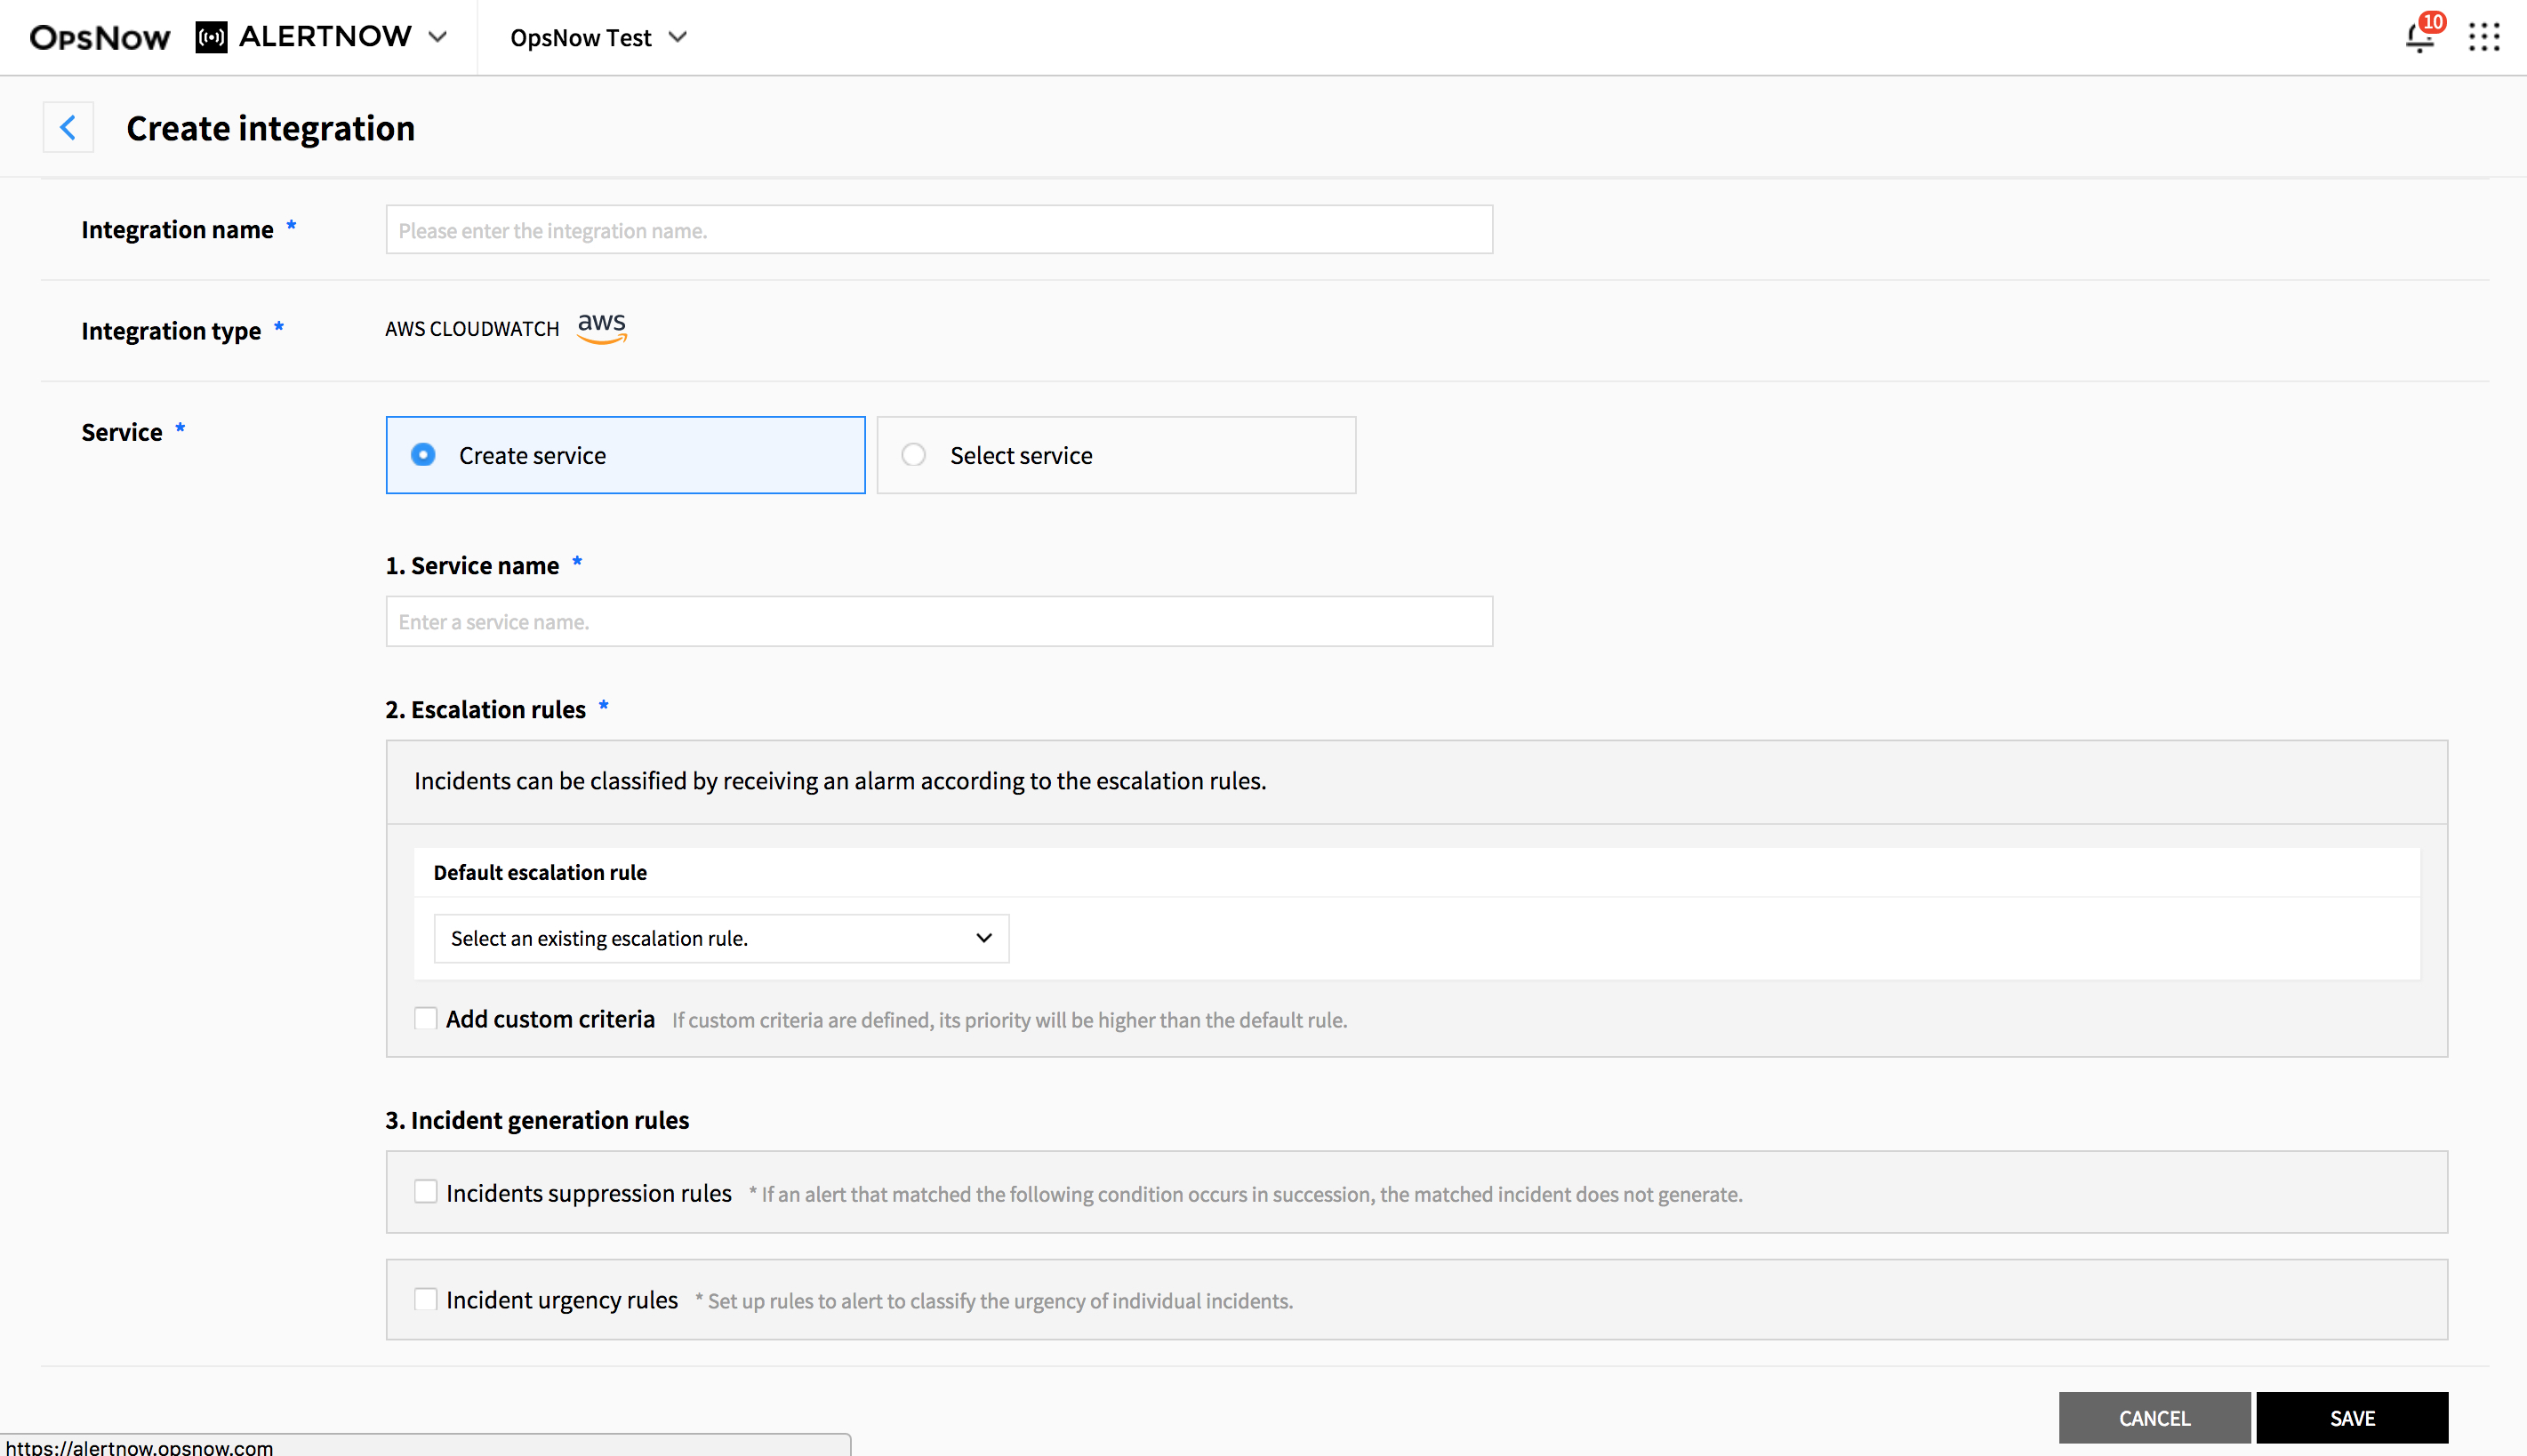 OpsNow ALERTNOW OpsNow Test 10
Create integration
Integration name *
Please enter the integration name.
Integration type *
AWS CLOUDWATCH aws
Service *
Create service
Select service
1. Service name *
Enter a service name.
2. Escalation rules *
Incidents can be classified by receiving an alarm according to the escalation rules.
Default escalation rule
Select an existing escalation rule.
Add custom criteria If custom criteria are defined, its priority will be higher than the default rule.
3. Incident generation rules
Incidents suppression rules * If an alert that matched the following condition occurs in succession, the matched incident does not generate.
Incident urgency rules * Set up rules to alert to classify the urgency of individual incidents.
CANCEL SAVE
https://alertnow.opsnow.com